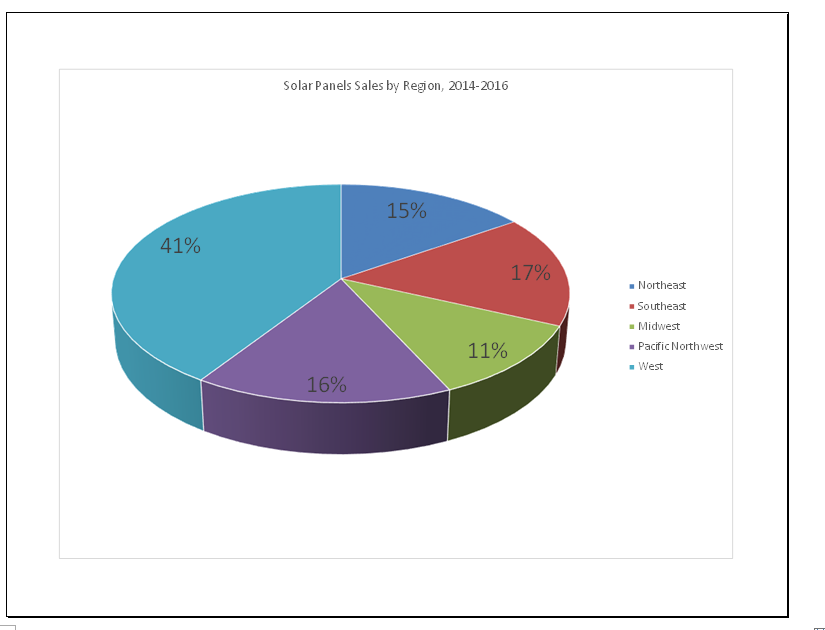 Solar Panels Sales by Region, 2014-2016
15%
41%
17%
11%
16%
Northeast
Southeast
Midwest
Pacific Northwest
West